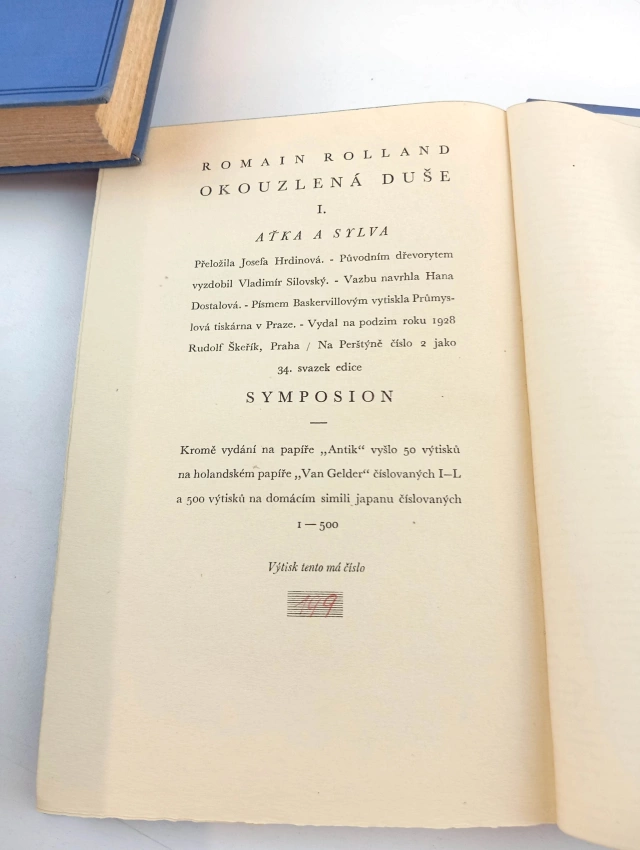 ROMAIN ROLLAND
OKOUZLENÁ DUŠE
I.
AŤKA A SYLVA
Přeložila Josefa Hrdinová. - Původním dřevorytem
vyzdobil Vladimír Silovský. - Vazbu navrhla Hana
Dostalová. - Písmem Baskervillovým vytiskla Průmys-
lová tiskárna v Praze. - Vydal na podzim roku 1928
Rudolf Škeřík, Praha / Na Perštýně číslo 2 jako
34. svazek edice
SYMPOSION
Kromě vydání na papíře „Antik“ vyšlo 50 výtisků
na holandském papíře „Van Gelder“ číslovaných I—L
a 500 výtisků na domácím simili japanu číslovaných
1 — 500
Výtisk tento má číslo
199